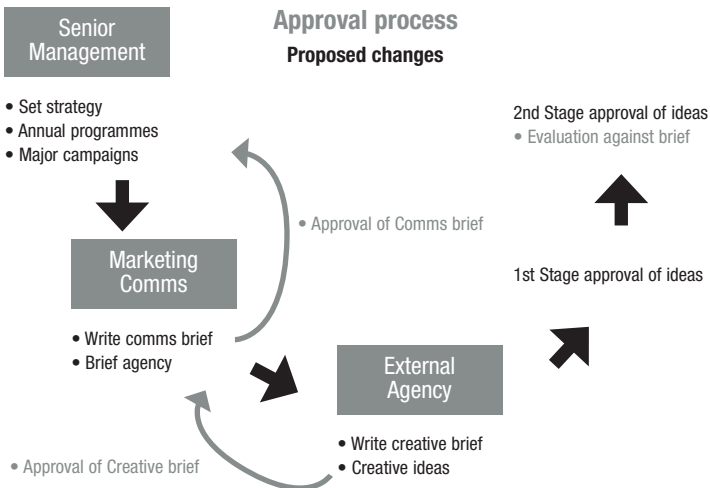 Approval process
Proposed changes
Senior
Management
• Set strategy
• Annual programmes
• Major campaigns
2nd Stage approval of ideas
• Evaluation against brief
• Approval of Comms brief
Marketing
Comms
1st Stage approval of ideas
• Write comms brief
• Brief agency
External
Agency
• Write creative brief
• Creative ideas
• Approval of Creative brief